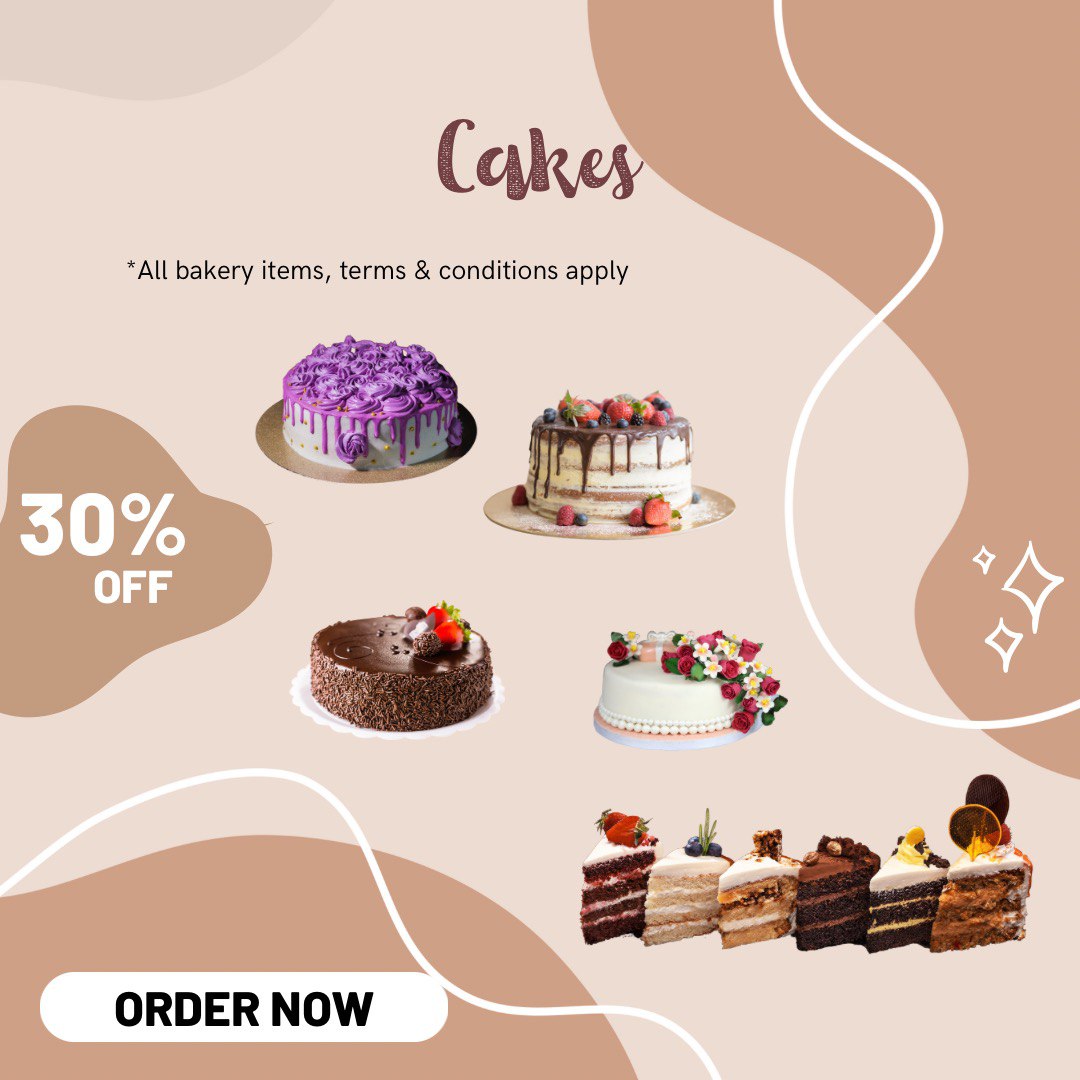 Cakes
*All bakery items, terms & conditions apply
30%
OFF
ORDER NOW